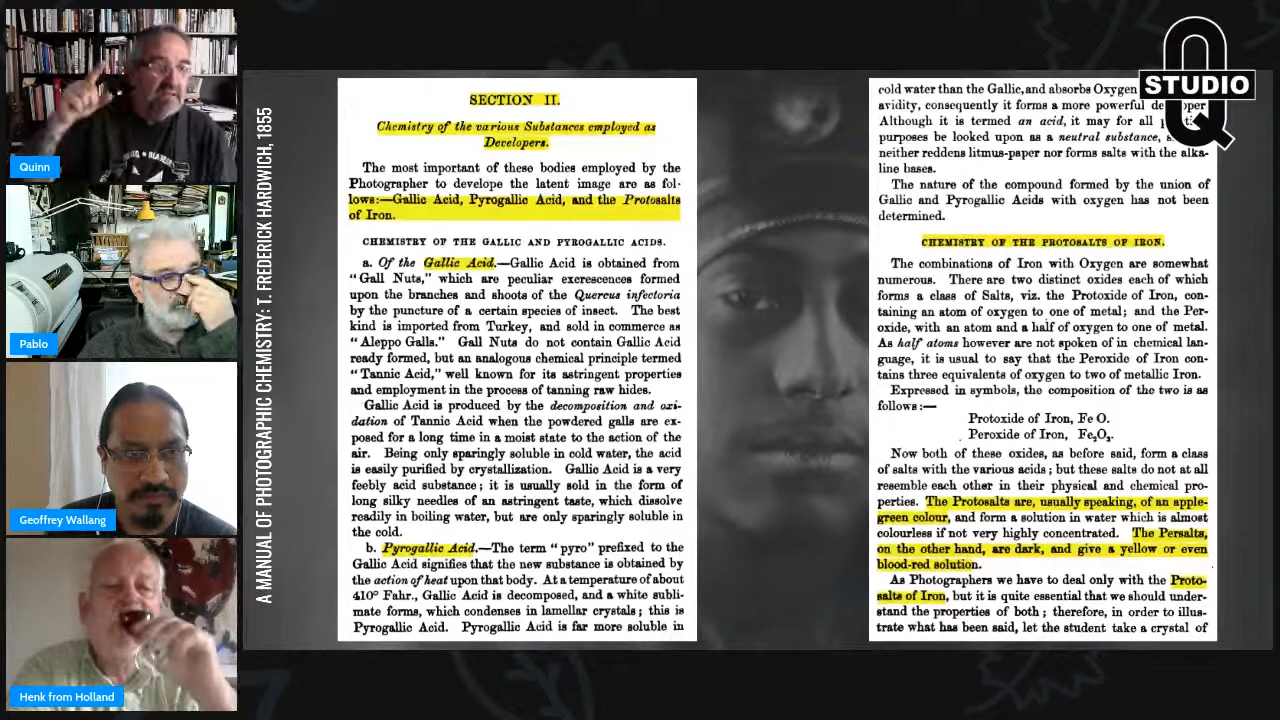 Quinn
Pablo
Geoffrey Wallang
Henk from Holland
A MANUAL OF PHOTOGRAPHIC CHEMISTRY: T. FREDERICK HARDWICH, 1855
SECTION II.
Chemistry of the various Substances employed as
Developers.
The most important of these bodies employed by the
Photographer to develope the latent image are as fol-
lows:—Gallic Acid, Pyrogallic Acid, and the Protosalts
of Iron.
CHEMISTRY OF THE GALLIC AND PYROGALLIC ACIDS.
a. Of the Gallic Acid.—Gallic Acid is obtained from
"Gall Nuts," which are peculiar excrescences formed
upon the branches and shoots of the Quercus infectoria
by the puncture of a certain species of insect. The best
kind is imported from Turkey, and sold in commerce as
"Aleppo Galls." Gall Nuts do not contain Gallic Acid
ready formed, but an analogous chemical principle termed
"Tannic Acid," well known for its astringent properties
and employment in the process of tanning raw hides.
Gallic Acid is produced by the decomposition and oxi-
dation of Tannic Acid when the powdered galls are ex-
posed for a long time in a moist state to the action of the
air. Being only sparingly soluble in cold water, the acid
is easily purified by crystallization. Gallic Acid is a very
feebly acid substance; it is usually sold in the form of
long silky needles of an astringent taste, which dissolve
readily in boiling water, but are only sparingly soluble in
the cold.
b. Pyrogallic Acid.—The term "pyro" prefixed to the
Gallic Acid signifies that the new substance is obtained by
the action of heat upon that body. At a temperature of about
410° Fahr., Gallic Acid is decomposed, and a white subli-
mate forms, which condenses in lamellar crystals; this is
Pyrogallic Acid. Pyrogallic Acid is far more soluble in
cold water than the Gallic, and absorbs Oxygen
avidity, consequently it forms a more powerful
Although it is termed an acid, it may for all
purposes be looked upon as a neutral substance,
neither reddens litmus-paper nor forms salts with the alka-
line bases.
The nature of the compound formed by the union of
Gallic and Pyrogallic Acids with oxygen has not been
determined.
CHEMISTRY OF THE PROTOSALTS OF IRON.
The combinations of Iron with Oxygen are somewhat
numerous. There are two distinct oxides each of which
forms a class of Salts, viz. the Protoxide of Iron, con-
taining an atom of oxygen to one of metal; and the Per-
oxide, with an atom and a half of oxygen to one of metal.
As half atoms however are not spoken of in chemical lan-
guage, it is usual to say that the Peroxide of Iron con-
tains three equivalents of oxygen to two of metallic Iron.
Expressed in symbols, the composition of the two is as
follows:—
Protoxide of Iron, Fe O.
Peroxide of Iron, Fe₂O₃.
Now both of these oxides, as before said, form a class
of salts with the various acids; but these salts do not at all
resemble each other in their physical and chemical pro-
perties. The Protosalts are, usually speaking, of an apple-
green colour, and form a solution in water which is almost
colourless if not very highly concentrated. The Persalts,
on the other hand, are dark, and give a yellow or even
blood-red solution.
As Photographers we have to deal only with the Proto-
salts of Iron, but it is quite essential that we should under-
stand the properties of both; therefore, in order to illus-
trate what has been said, let the student take a crystal of
STUDIO
Q